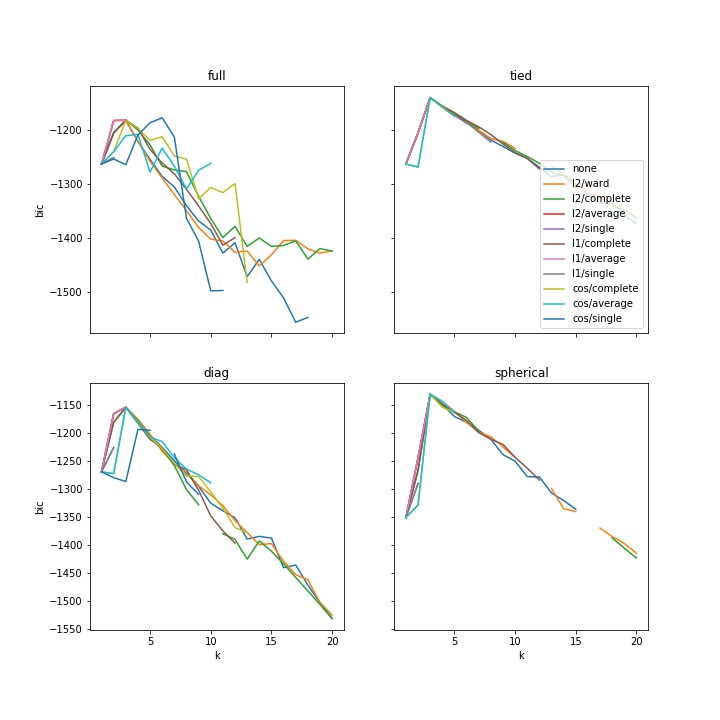 full
tied
−1200
−1300
−1400
−1500
bic
none
l2/ward
l2/complete
l2/average
l2/single
l1/complete
l1/average
l1/single
cos/complete
cos/average
cos/single
diag
spherical
−1150
−1200
−1250
−1300
−1350
−1400
−1450
−1500
−1550
bic
5
10
15
20
k
5
10
15
20
k